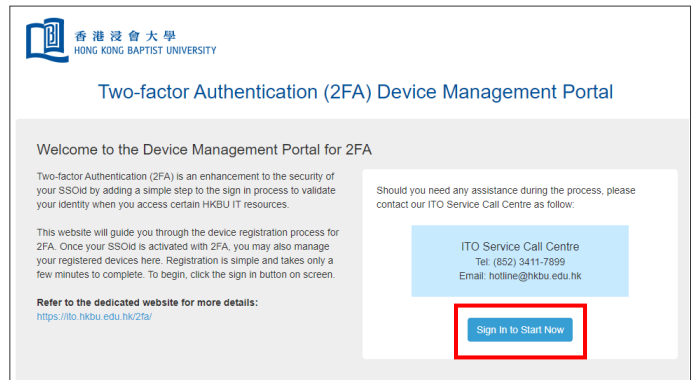 香港浸會大學
HONG KONG BAPTIST UNIVERSITY
Two-factor Authentication (2FA) Device Management Portal
Welcome to the Device Management Portal for 2FA
Two-factor Authentication (2FA) is an enhancement to the security of
your SSOid by adding a simple step to the sign in process to validate
your identity when you access certain HKBU IT resources.
This website will guide you through the device registration process for
2FA. Once your SSOid is activated with 2FA, you may also manage
your registered devices here. Registration is simple and takes only a
few minutes to complete. To begin, click the sign in button on screen.
Refer to the dedicated website for more details:
https://ito.hkbu.edu.hk/2fa/
Should you need any assistance during the process, please
contact our ITO Service Call Centre as follow:
ITO Service Call Centre
Tel: (852) 3411-7899
Email: hotline@hkbu.edu.hk
Sign In to Start Now